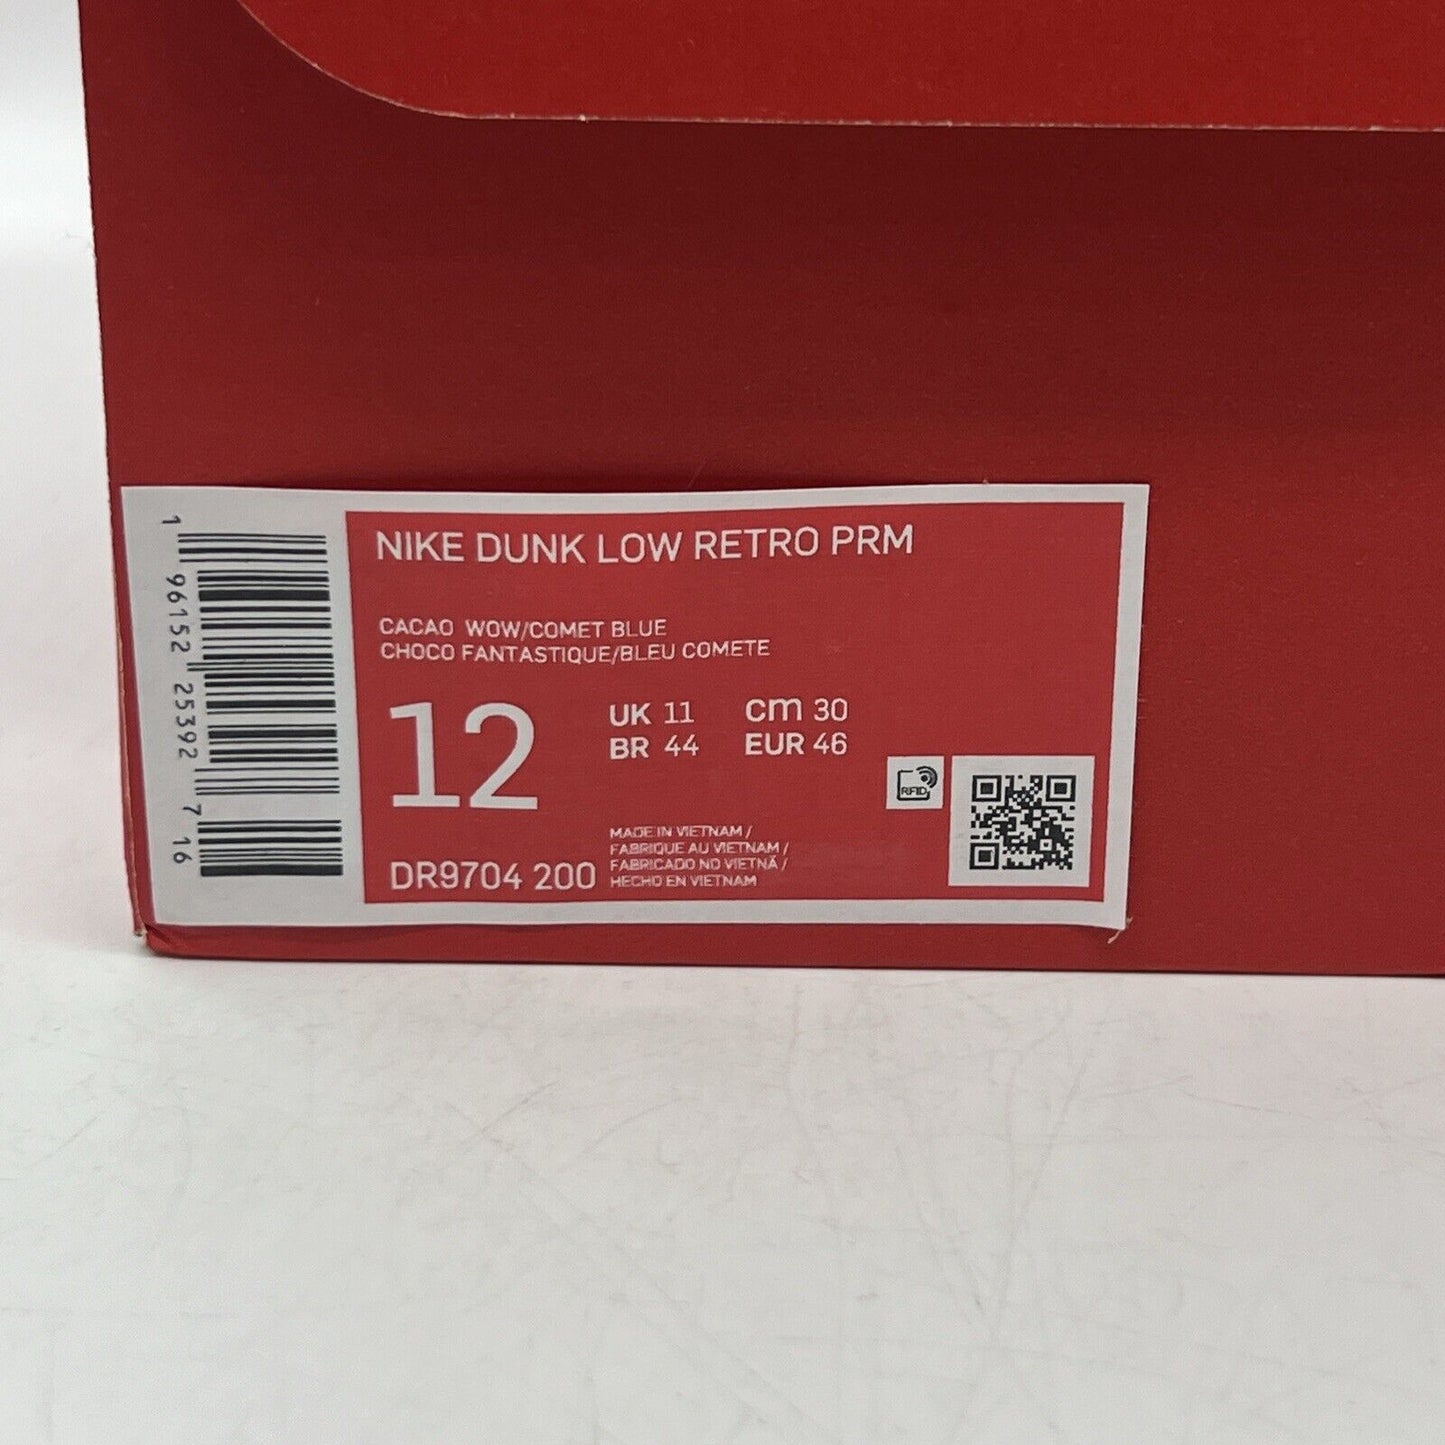 NIKE DUNK LOW RETRO PRM
CACAO WOW/COMET BLUE
CHOCO FANTASTIQUE/BLEU COMETE
12
UK 11 cm 30
BR 44 EUR 46
RFID
DR9704 200
MADE IN VIETNAM /
FABRIQUE AU VIETNAM /
FABRICADO NO VIETNÃ /
HECHO EN VIETNAM
1 96152 25392 7 16